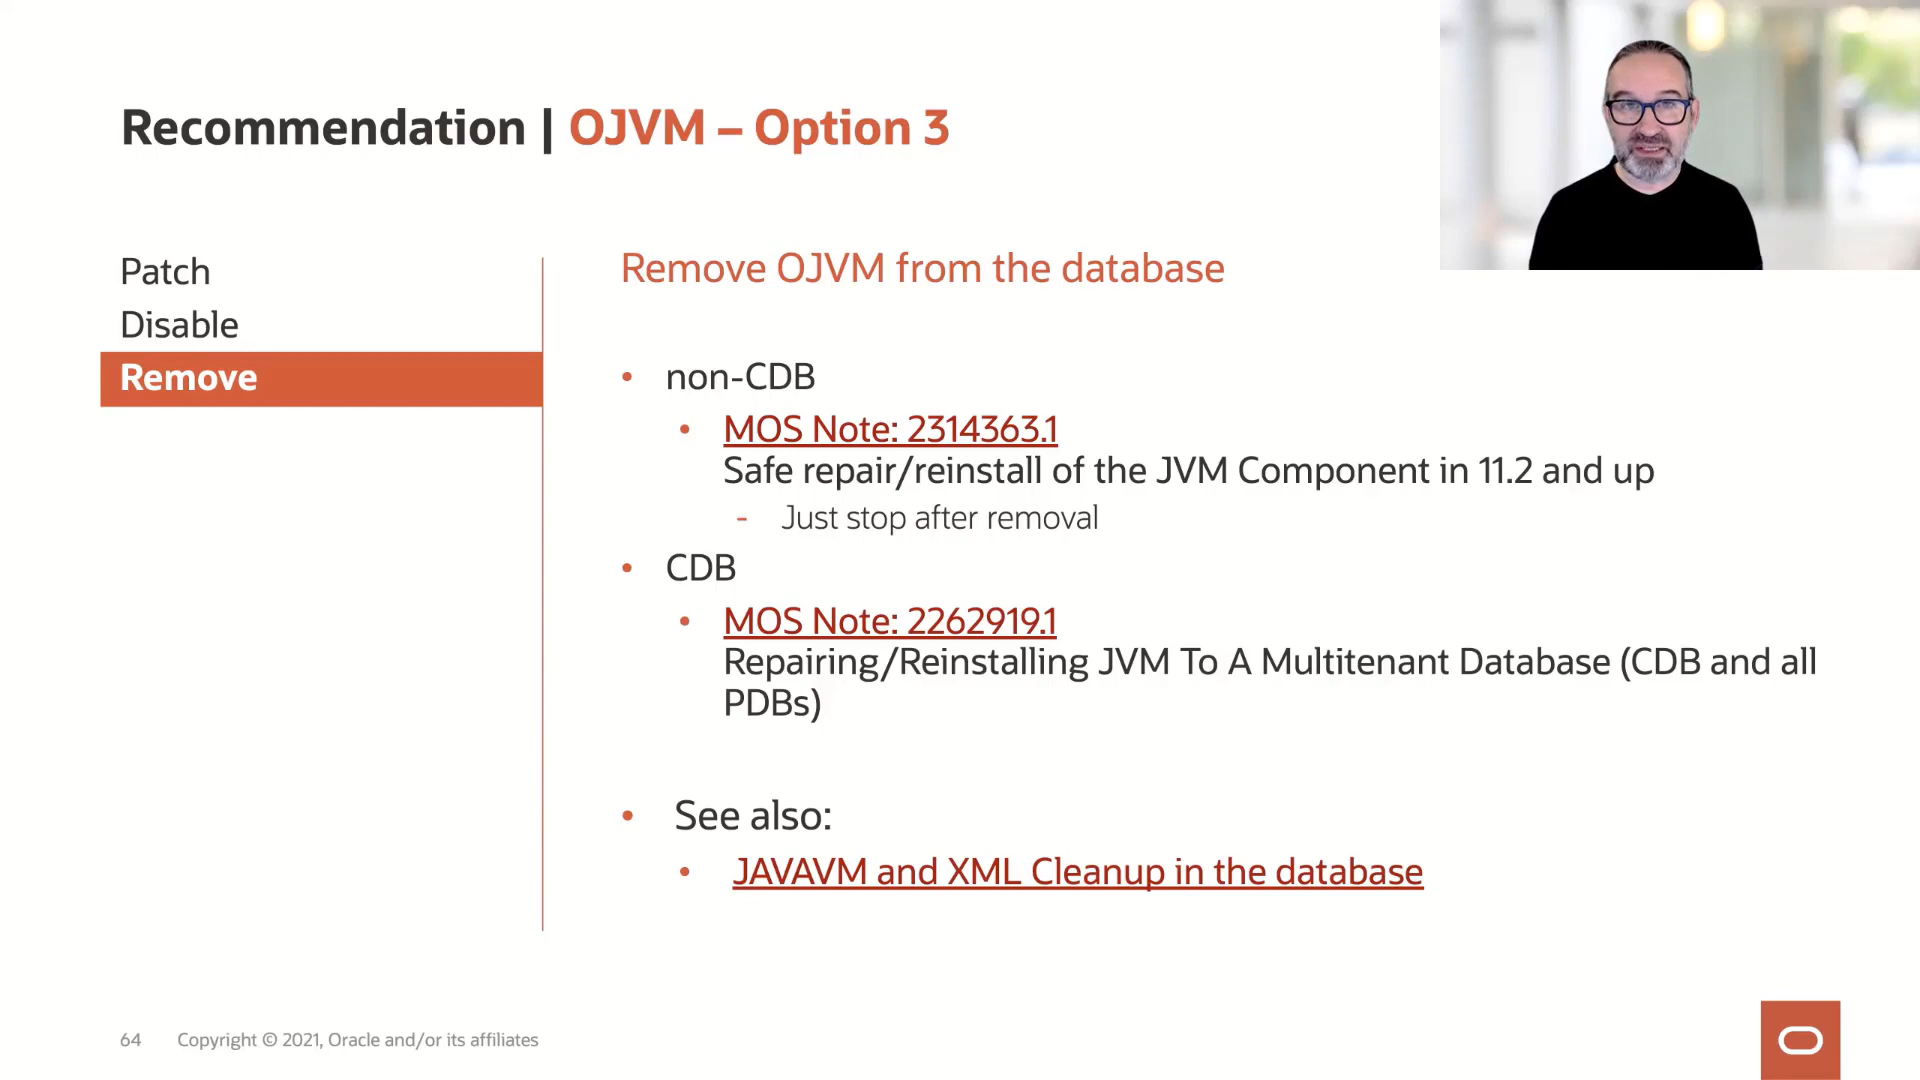 Recommendation | OJVM – Option 3
Patch
Disable
Remove
Remove OJVM from the database
• non-CDB
• MOS Note: 2314363.1
Safe repair/reinstall of the JVM Component in 11.2 and up
- Just stop after removal
• CDB
• MOS Note: 2262919.1
Repairing/Reinstalling JVM To A Multitenant Database (CDB and all
PDBs)
• See also:
• JAVAVM and XML Cleanup in the database
64 Copyright © 2021, Oracle and/or its affiliates